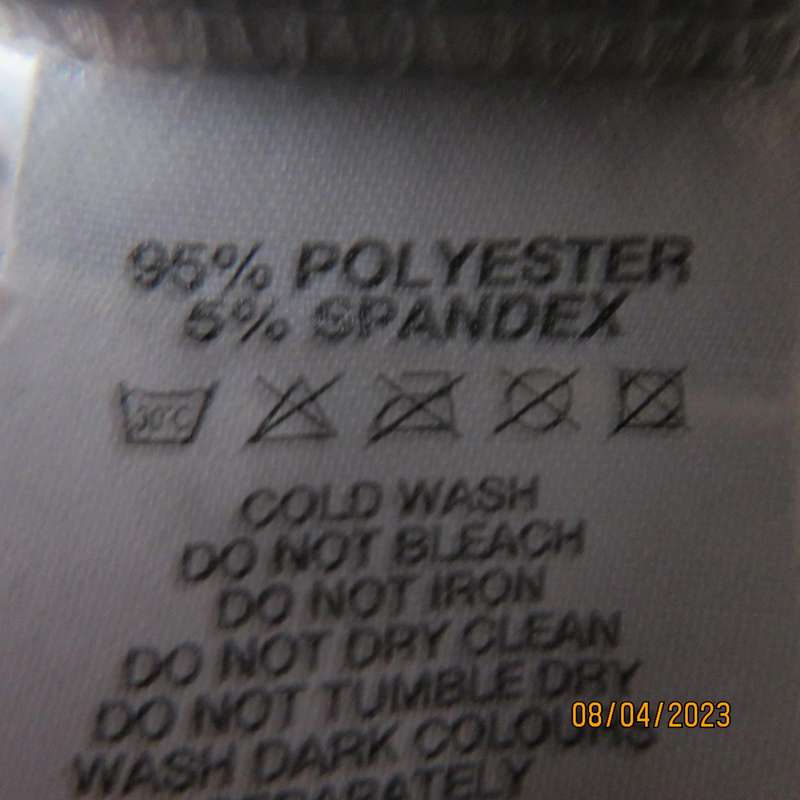 95% POLYESTER
5% SPANDEX
30°C
COLD WASH
DO NOT BLEACH
DO NOT IRON
DO NOT DRY CLEAN
DO NOT TUMBLE DRY
WASH DARK COLOURS
SEPARATELY
08/04/2023